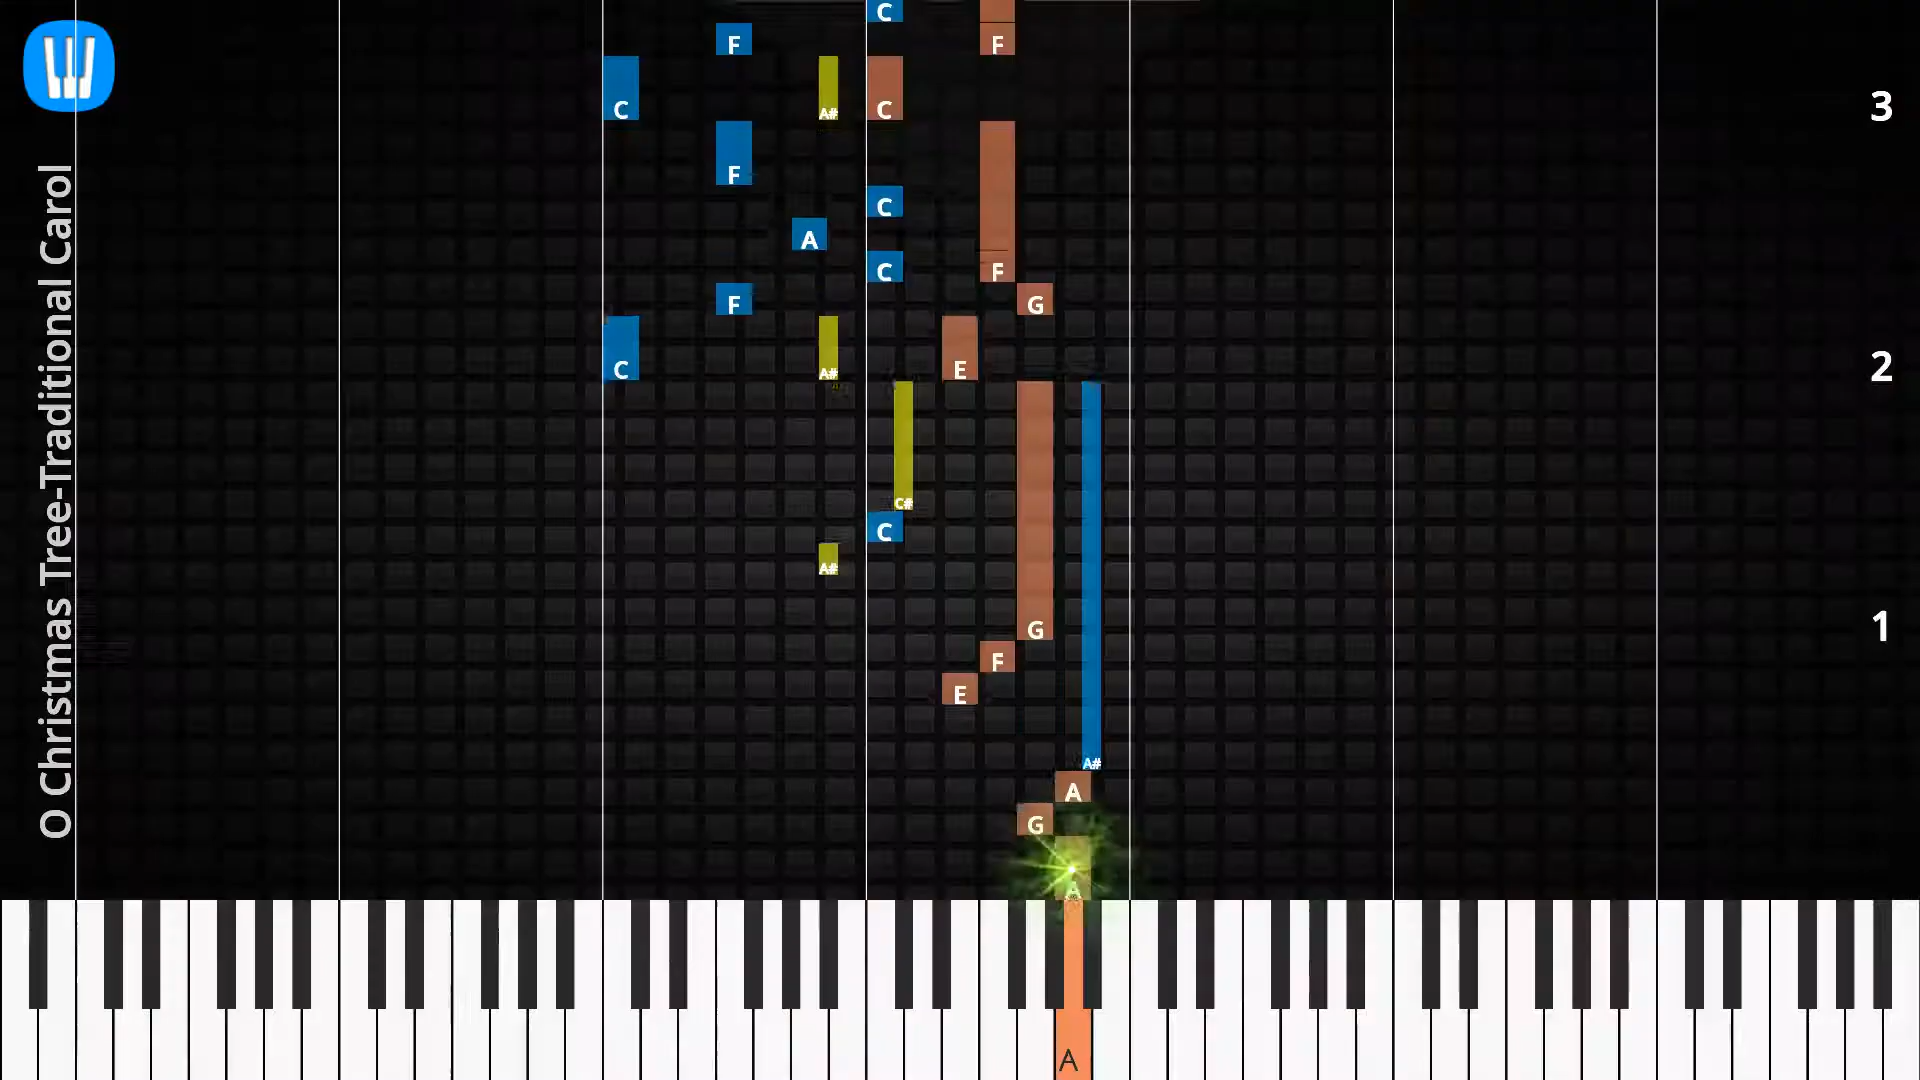 C
F F
C A# C 3
F
C
A
C F
F G
C A# E 2
C#
C
A#
G 1
F
E
A#
A
G
A
A
O Christmas Tree-Traditional Carol